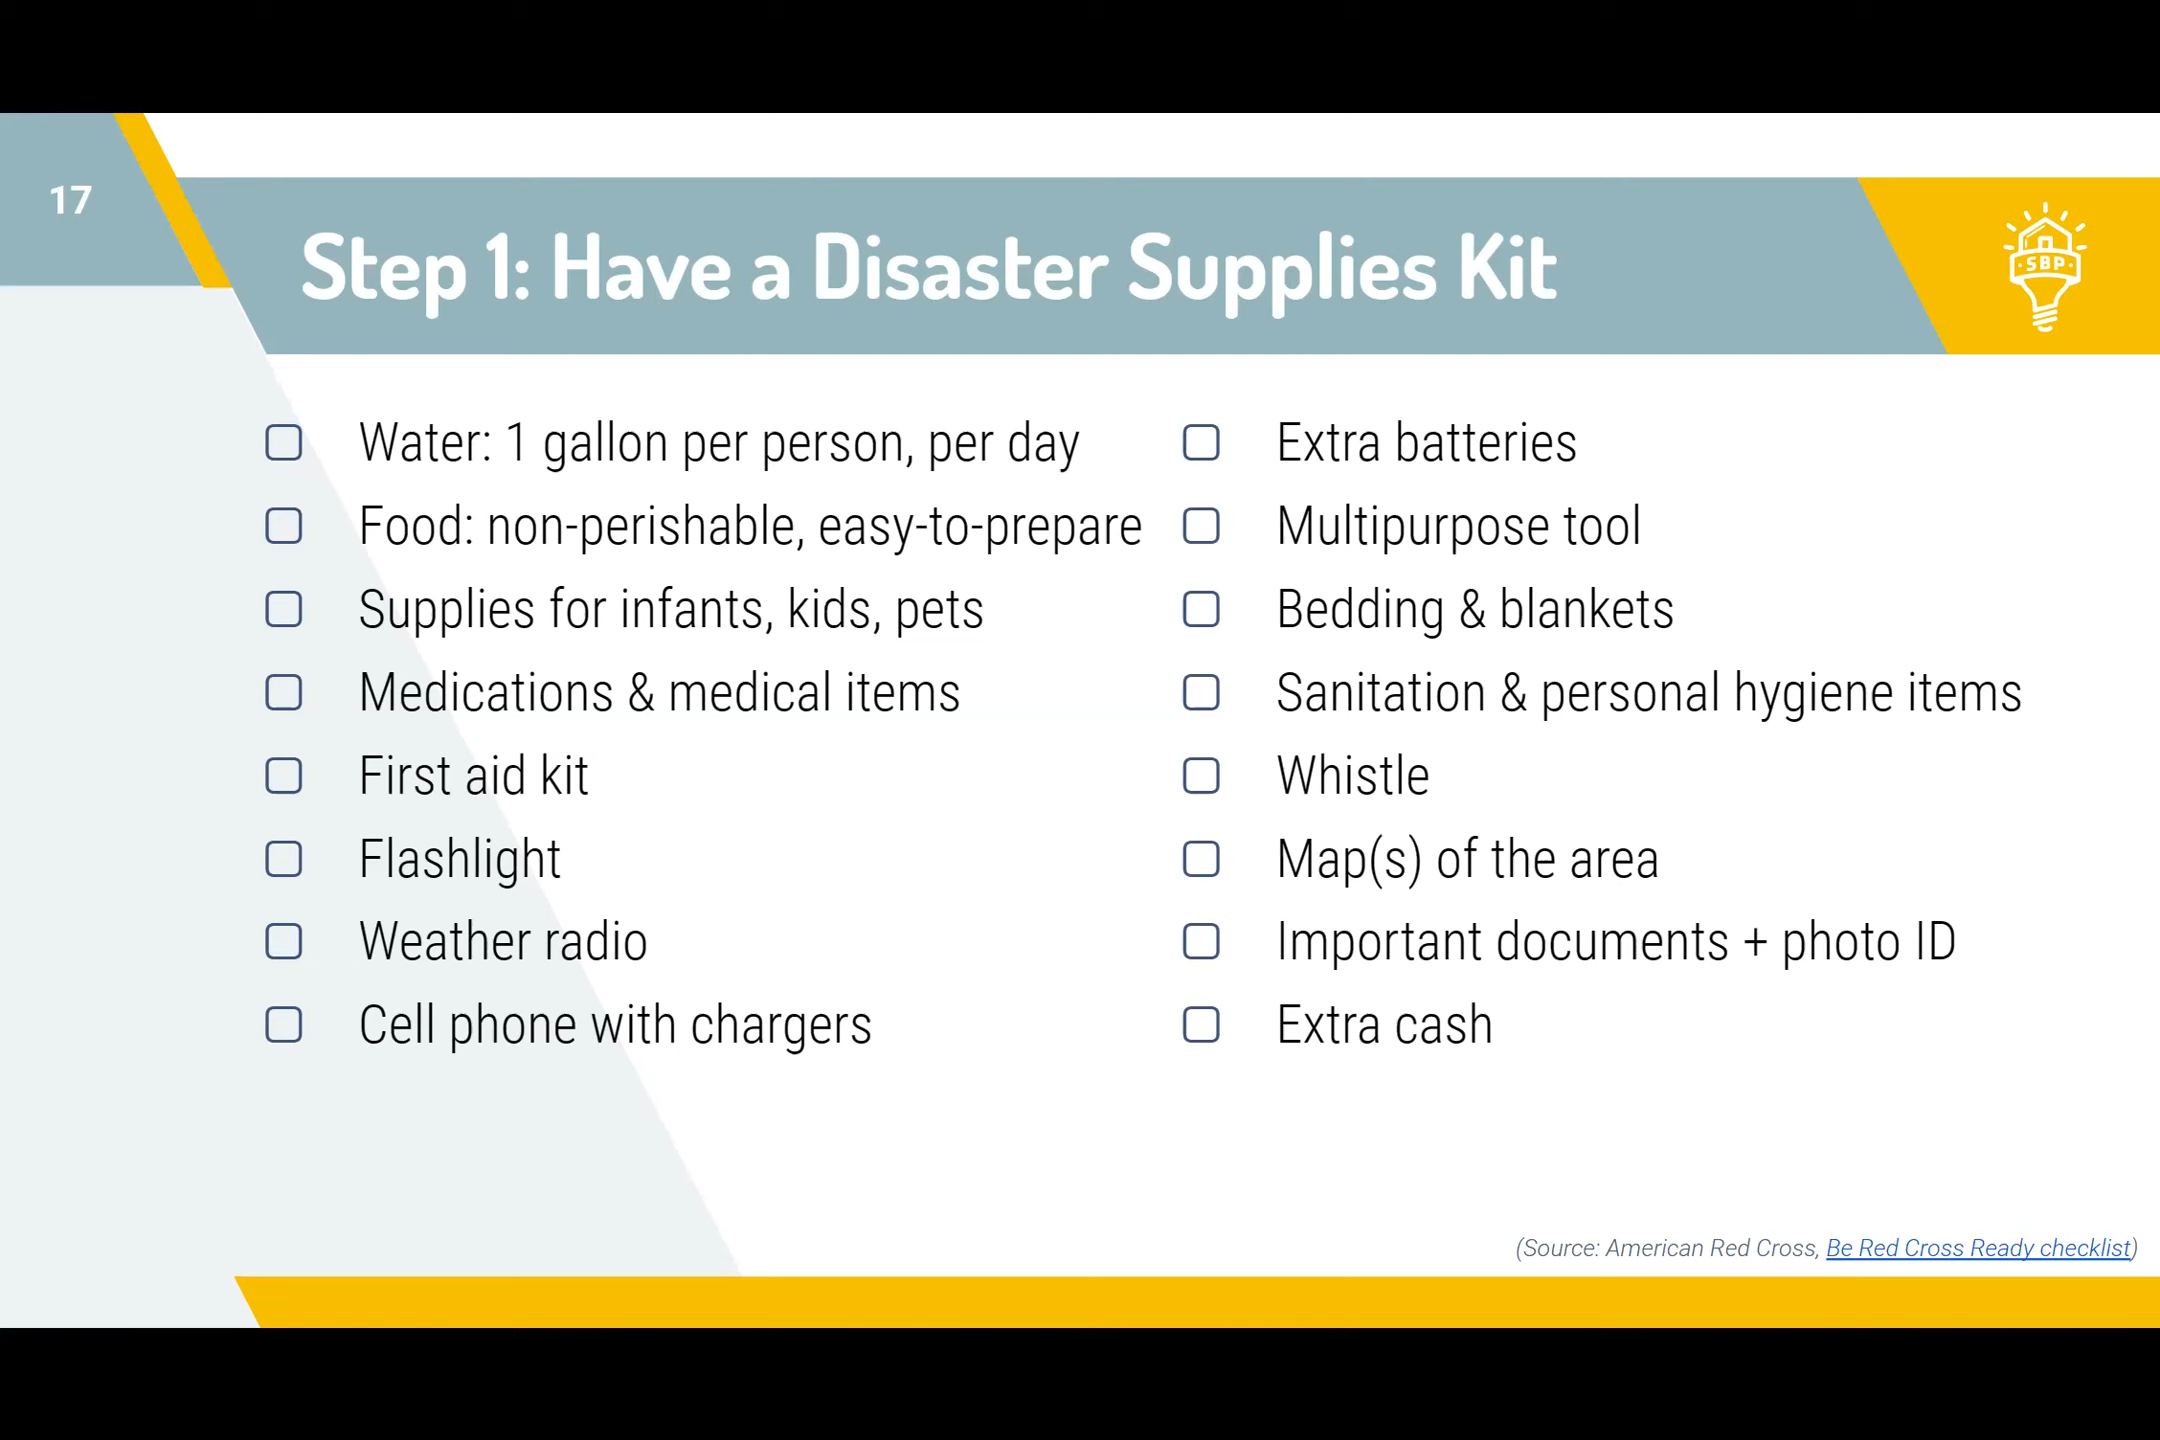 17
Step 1: Have a Disaster Supplies Kit
SBP
Water: 1 gallon per person, per day
Food: non-perishable, easy-to-prepare
Supplies for infants, kids, pets
Medications & medical items
First aid kit
Flashlight
Weather radio
Cell phone with chargers
Extra batteries
Multipurpose tool
Bedding & blankets
Sanitation & personal hygiene items
Whistle
Map(s) of the area
Important documents + photo ID
Extra cash
(Source: American Red Cross, Be Red Cross Ready checklist)